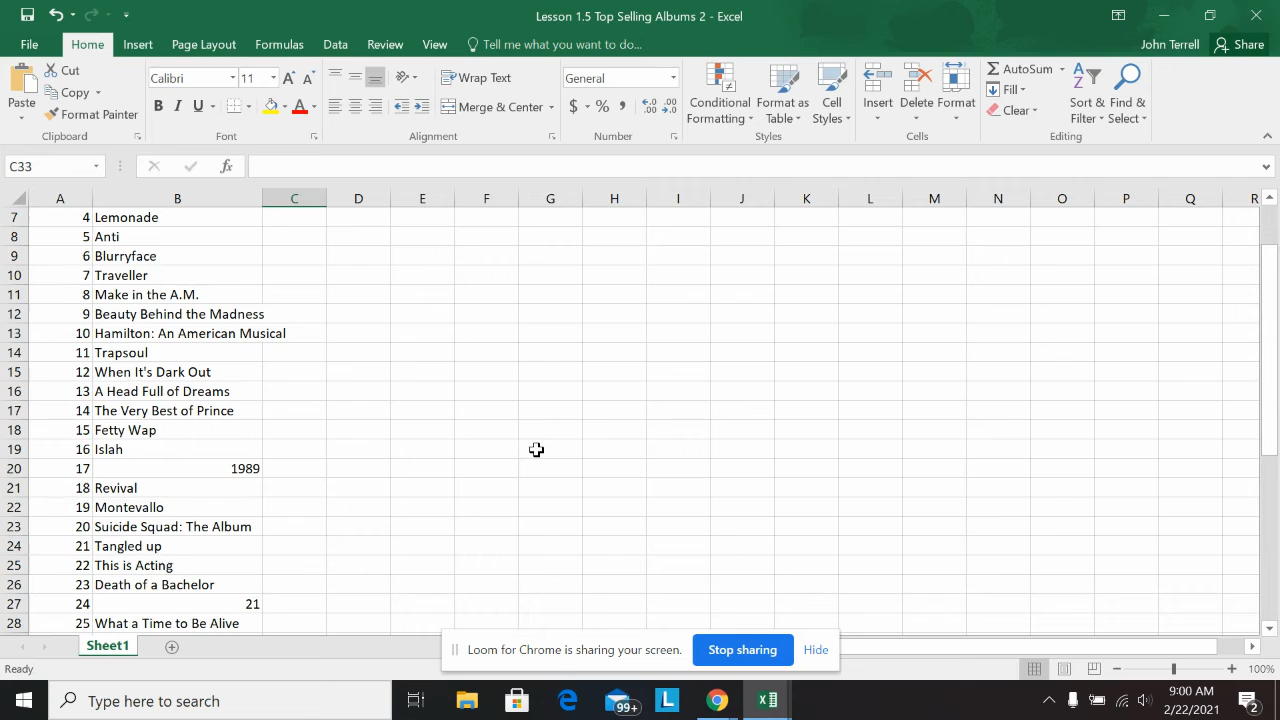 Lesson 1.5 Top Selling Albums 2 - Excel
File Home Insert Page Layout Formulas Data Review View Tell me what you want to do... John Terrell Share
Paste Cut Copy Format Painter Clipboard
Calibri 11 A A B I U A Font
Wrap Text Merge & Center Alignment
General $ % , .0 .00 .00 .0 Number
Conditional Formatting Format as Table Cell Styles Styles
Insert Delete Format Cells
AutoSum Fill Clear Sort & Filter Find & Select Editing
C33 fx
A B C D E F G H I J K L M N O P Q R
7 4 Lemonade
8 5 Anti
9 6 Blurryface
10 7 Traveller
11 8 Make in the A.M.
12 9 Beauty Behind the Madness
13 10 Hamilton: An American Musical
14 11 Trapsoul
15 12 When It's Dark Out
16 13 A Head Full of Dreams
17 14 The Very Best of Prince
18 15 Fetty Wap
19 16 Islah
20 17 1989
21 18 Revival
22 19 Montevallo
23 20 Suicide Squad: The Album
24 21 Tangled up
25 22 This is Acting
26 23 Death of a Bachelor
27 24 21
28 25 What a Time to Be Alive
Sheet1
Loom for Chrome is sharing your screen. Stop sharing Hide
Ready 100%
Type here to search 99+ L 9:00 AM
2/22/2021 2